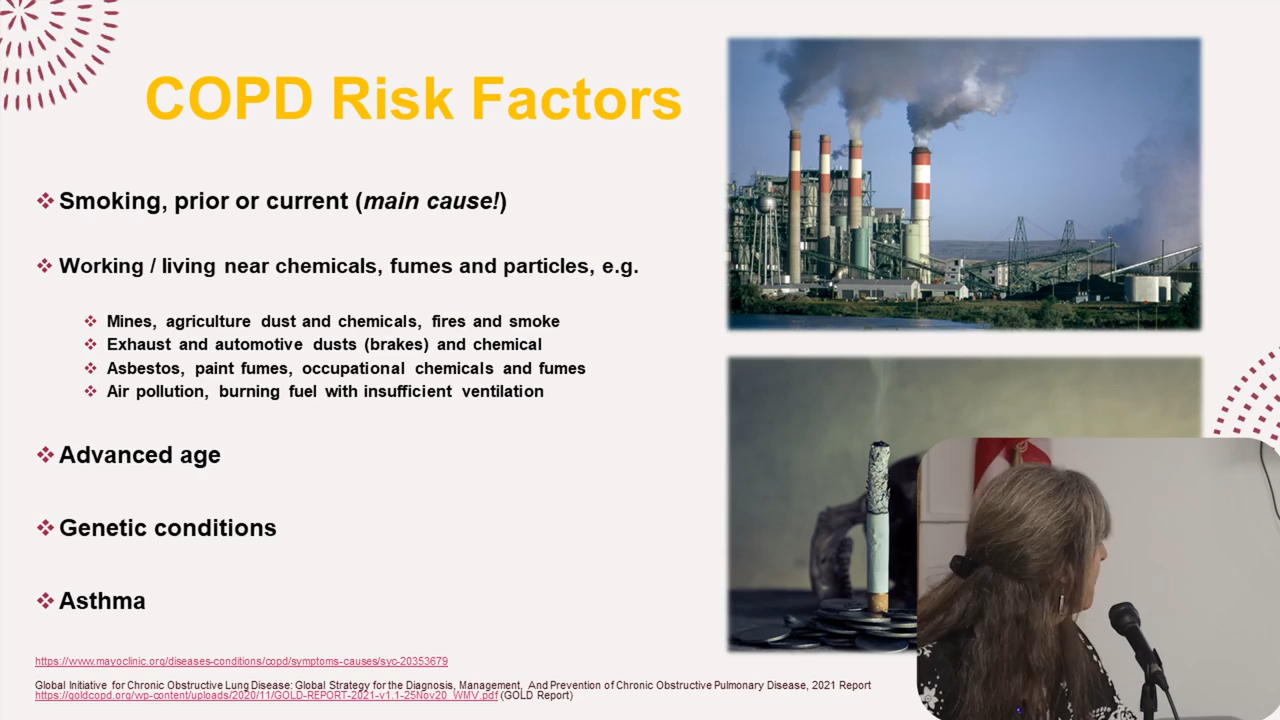 COPD Risk Factors
Smoking, prior or current (main cause!)
Working / living near chemicals, fumes and particles, e.g.
Mines, agriculture dust and chemicals, fires and smoke
Exhaust and automotive dusts (brakes) and chemical
Asbestos, paint fumes, occupational chemicals and fumes
Air pollution, burning fuel with insufficient ventilation
Advanced age
Genetic conditions
Asthma
https://www.mayoclinic.org/diseases-conditions/copd/symptoms-causes/syc-20353679
Global Initiative for Chronic Obstructive Lung Disease: Global Strategy for the Diagnosis, Management, And Prevention of Chronic Obstructive Pulmonary Disease, 2021 Report
https://goldcopd.org/wp-content/uploads/2020/11/GOLD-REPORT-2021-v1.1-25Nov20_WMV.pdf (GOLD Report)